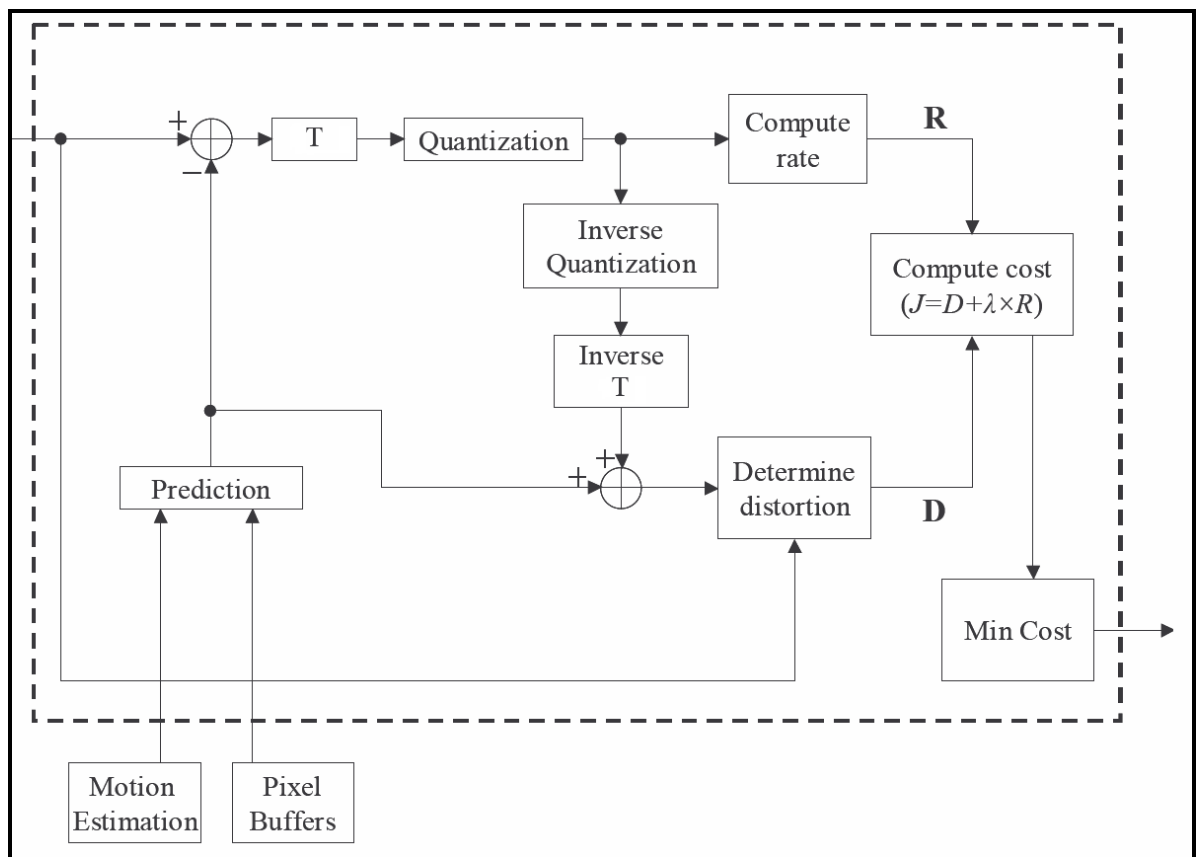 +
−
T
Quantization
Compute
rate
R
Inverse
Quantization
Compute cost
(J=D+λ×R)
Inverse
T
+
+
Prediction
Determine
distortion
D
Min Cost
Motion
Estimation
Pixel
Buffers